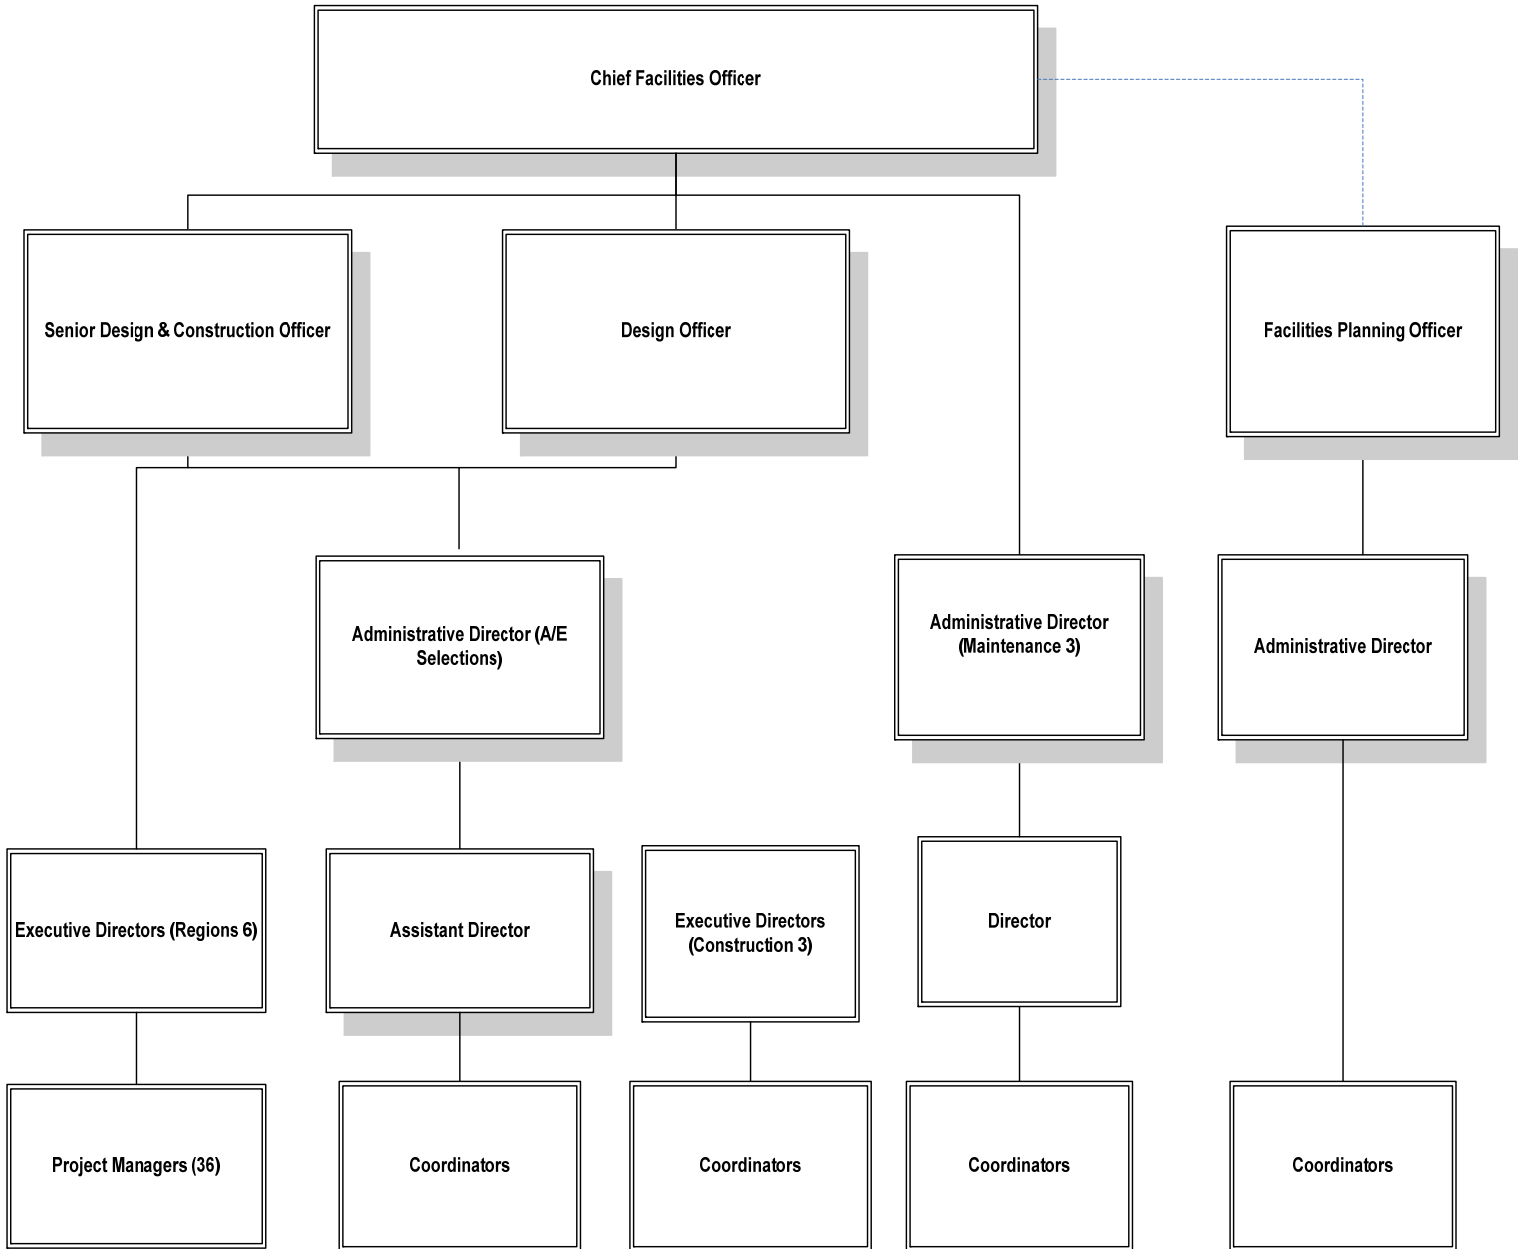 Chief Facilities Officer
Senior Design & Construction Officer
Design Officer
Facilities Planning Officer
Administrative Director (A/E
Selections)
Administrative Director
(Maintenance 3)
Administrative Director
Executive Directors (Regions 6)
Assistant Director
Executive Directors
(Construction 3)
Director
Project Managers (36)
Coordinators
Coordinators
Coordinators
Coordinators